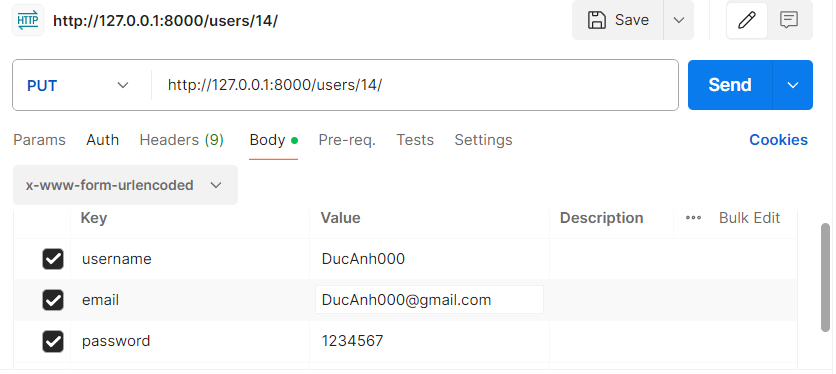 HTTP http://127.0.0.1:8000/users/14/ Save
PUT http://127.0.0.1:8000/users/14/ Send
Params Auth Headers (9) Body Pre-req. Tests Settings Cookies
x-www-form-urlencoded
Key Value Description Bulk Edit
username DucAnh000
email DucAnh000@gmail.com
password 1234567